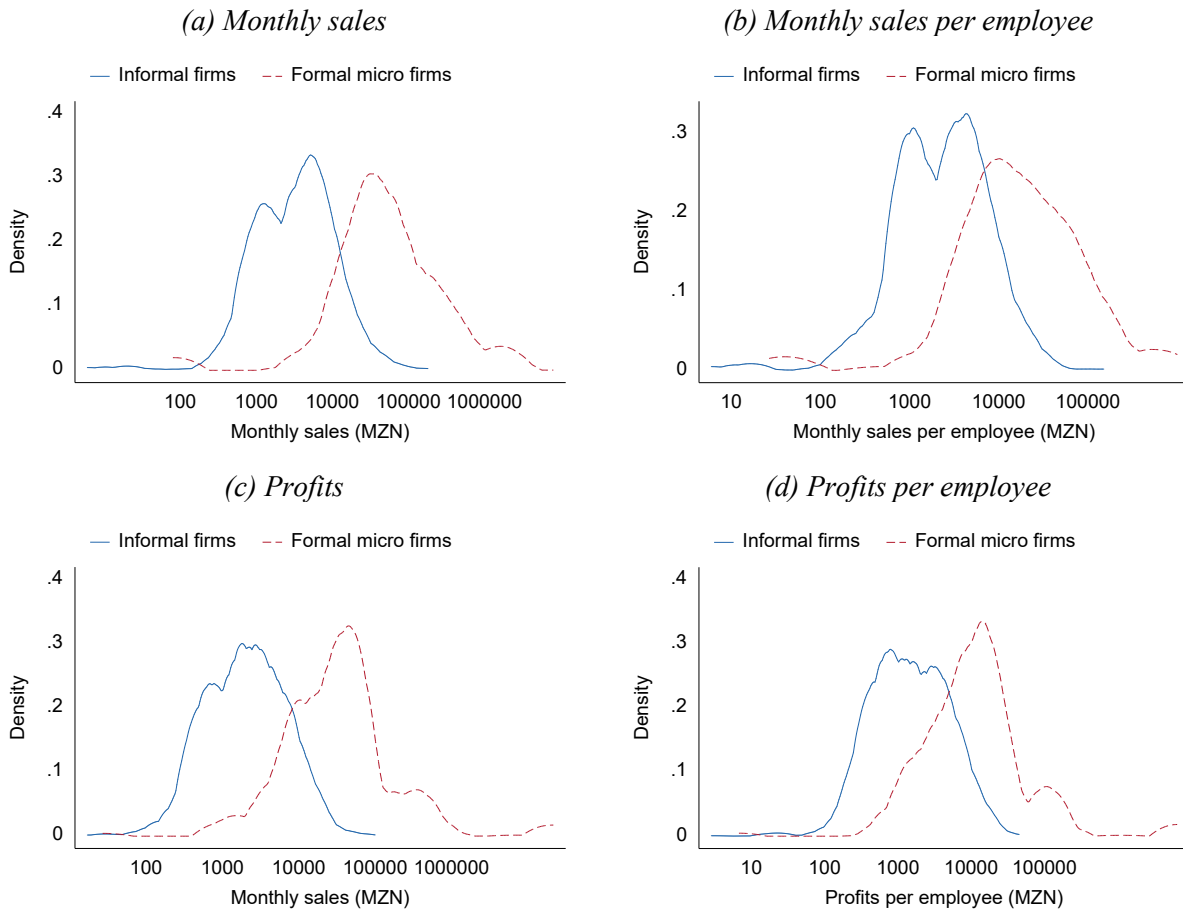 (a) Monthly sales
Informal firms Formal micro firms
.4
.3
.2
.1
0
Density
100 1000 10000 100000 1000000
Monthly sales (MZN)
(b) Monthly sales per employee
Informal firms Formal micro firms
.3
.2
.1
0
Density
10 100 1000 10000 100000
Monthly sales per employee (MZN)
(c) Profits
Informal firms Formal micro firms
.4
.3
.2
.1
0
Density
100 1000 10000 100000 1000000
Monthly sales (MZN)
(d) Profits per employee
Informal firms Formal micro firms
.4
.3
.2
.1
0
Density
10 100 1000 10000 100000
Profits per employee (MZN)